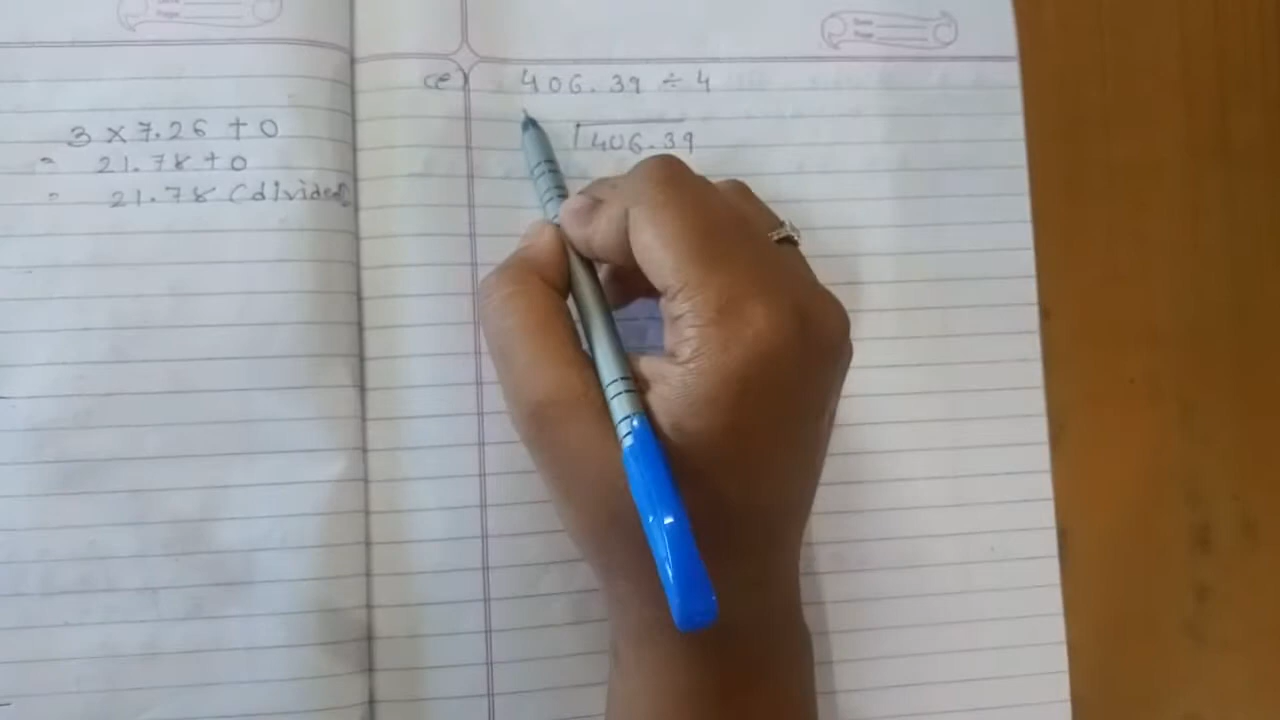 3 × 7.26 + 0
= 21.78 + 0
= 21.78 (dividend)
(e) 406.39 ÷ 4
406.39